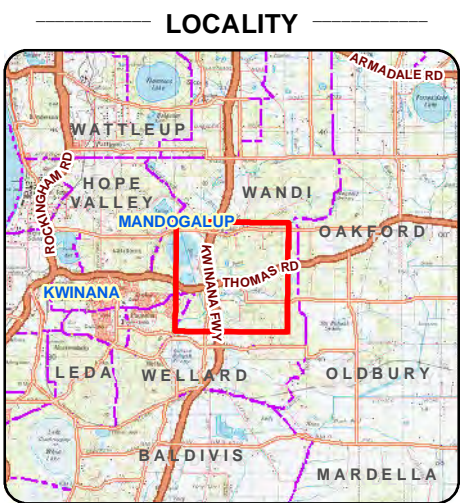 LOCALITY
ARMADALE RD
WATTLEUP
ROCKINGHAM RD
HOPE
VALLEY
WANDI
MANDOGALUP
OAKFORD
KWINANA FWY
THOMAS RD
KWINANA
LEDA
WELLARD
OLDBURY
BALDIVIS
MARDELLA